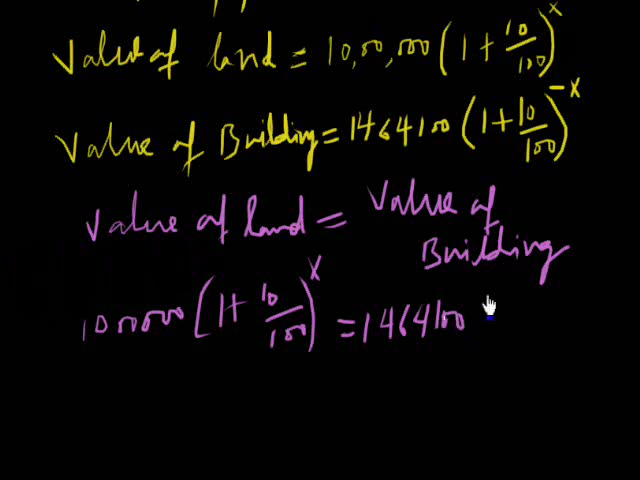 Value of land = 10,00,000 (1 + 10/100)^x
Value of Building = 1464100 (1 + 10/100)^-x
Value of land = Value of Building
1000000 (1 + 10/100)^x = 1464100